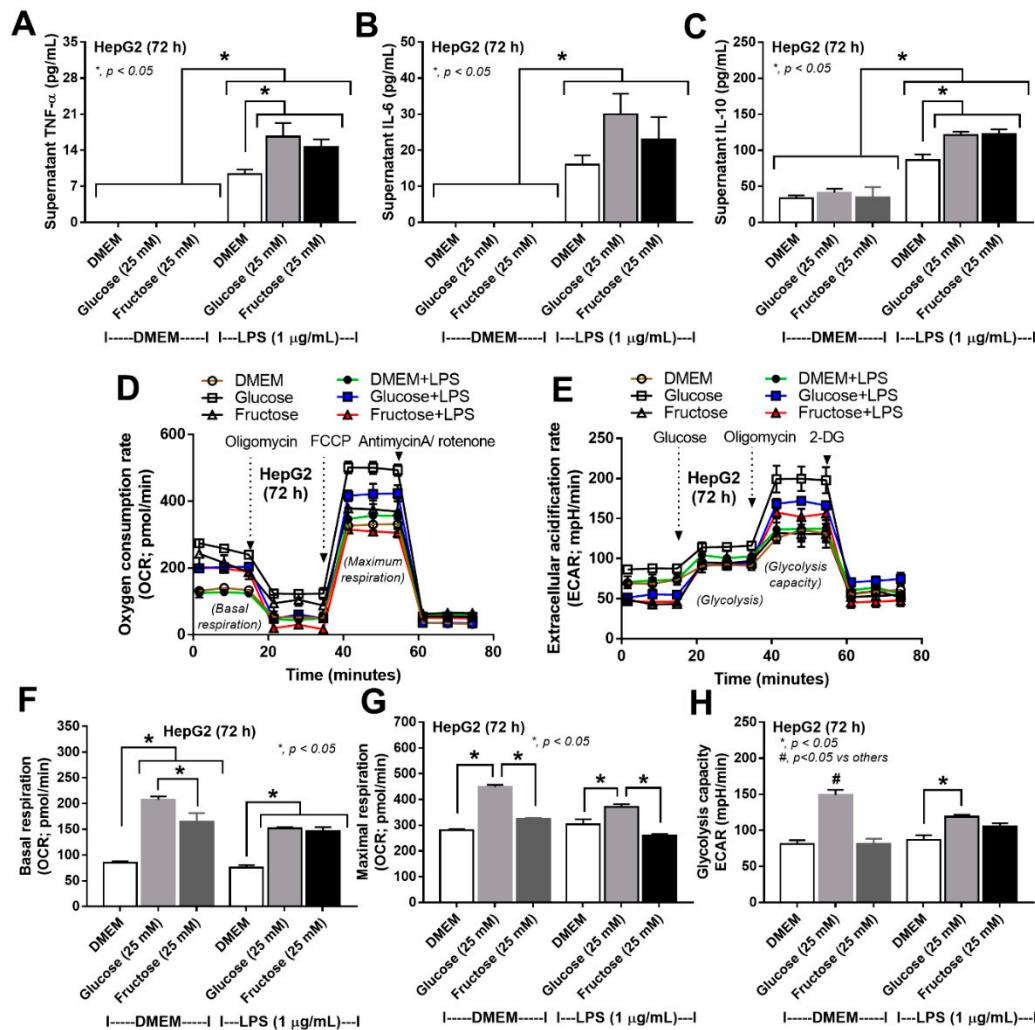 A
HepG2 (72 h)
*, p < 0.05
Supernatant TNF-α (pg/mL)
35
28
21
14
7
0
*
*
DMEM
Glucose (25 mM)
Fructose (25 mM)
DMEM
Glucose (25 mM)
Fructose (25 mM)
I-----DMEM-----I
I---LPS (1 µg/mL)---I
B
HepG2 (72 h)
*, p < 0.05
Supernatant IL-6 (pg/mL)
50
40
30
20
10
0
*
DMEM
Glucose (25 mM)
Fructose (25 mM)
DMEM
Glucose (25 mM)
Fructose (25 mM)
I-----DMEM-----I
I---LPS (1 µg/mL)---I
C
HepG2 (72 h)
*, p < 0.05
Supernatant IL-10 (pg/mL)
250
200
150
100
50
0
*
*
DMEM
Glucose (25 mM)
Fructose (25 mM)
DMEM
Glucose (25 mM)
Fructose (25 mM)
I-----DMEM-----I
I---LPS (1 µg/mL)---I
D
DMEM
Glucose
Fructose
DMEM+LPS
Glucose+LPS
Fructose+LPS
Oxygen consumption rate
(OCR; pmol/min)
600
400
200
0
Oligomycin
FCCP
AntimycinA/ rotenone
HepG2
(72 h)
(Basal
respiration)
(Maximum
respiration)
0
20
40
60
80
Time (minutes)
E
DMEM
Glucose
Fructose
DMEM+LPS
Glucose+LPS
Fructose+LPS
Extracellular acidification rate
(ECAR; mpH/min)
250
200
150
100
50
0
Glucose
Oligomycin
2-DG
HepG2
(72 h)
(Glycolysis)
(Glycolysis
capacity)
0
20
40
60
80
Time (minutes)
F
HepG2 (72 h)
*, p < 0.05
Basal respiration
(OCR; pmol/min)
350
300
250
200
150
100
50
0
*
*
*
DMEM
Glucose (25 mM)
Fructose (25 mM)
DMEM
Glucose (25 mM)
Fructose (25 mM)
I-----DMEM-----I
I---LPS (1 µg/mL)---I
G
HepG2 (72 h)
*, p < 0.05
Maximal respiration
(OCR; pmol/min)
700
600
500
400
300
200
100
0
*
*
*
*
DMEM
Glucose (25 mM)
Fructose (25 mM)
DMEM
Glucose (25 mM)
Fructose (25 mM)
I-----DMEM-----I
I---LPS (1 µg/mL)---I
H
HepG2 (72 h)
*, p < 0.05
#, p<0.05 vs others
Glycolysis capacity
ECAR (mpH/min)
250
200
150
100
50
0
#
*
DMEM
Glucose (25 mM)
Fructose (25 mM)
DMEM
Glucose (25 mM)
Fructose (25 mM)
I-----DMEM-----I
I---LPS (1 µg/mL)---I